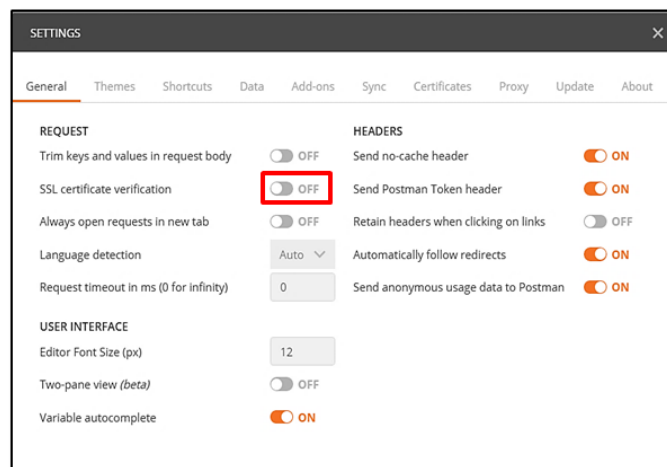 SETTINGS
General Themes Shortcuts Data Add-ons Sync Certificates Proxy Update About
REQUEST
Trim keys and values in request body OFF
SSL certificate verification OFF
Always open requests in new tab OFF
Language detection Auto
Request timeout in ms (0 for infinity) 0
USER INTERFACE
Editor Font Size (px) 12
Two-pane view (beta) OFF
Variable autocomplete ON
HEADERS
Send no-cache header ON
Send Postman Token header ON
Retain headers when clicking on links OFF
Automatically follow redirects ON
Send anonymous usage data to Postman ON